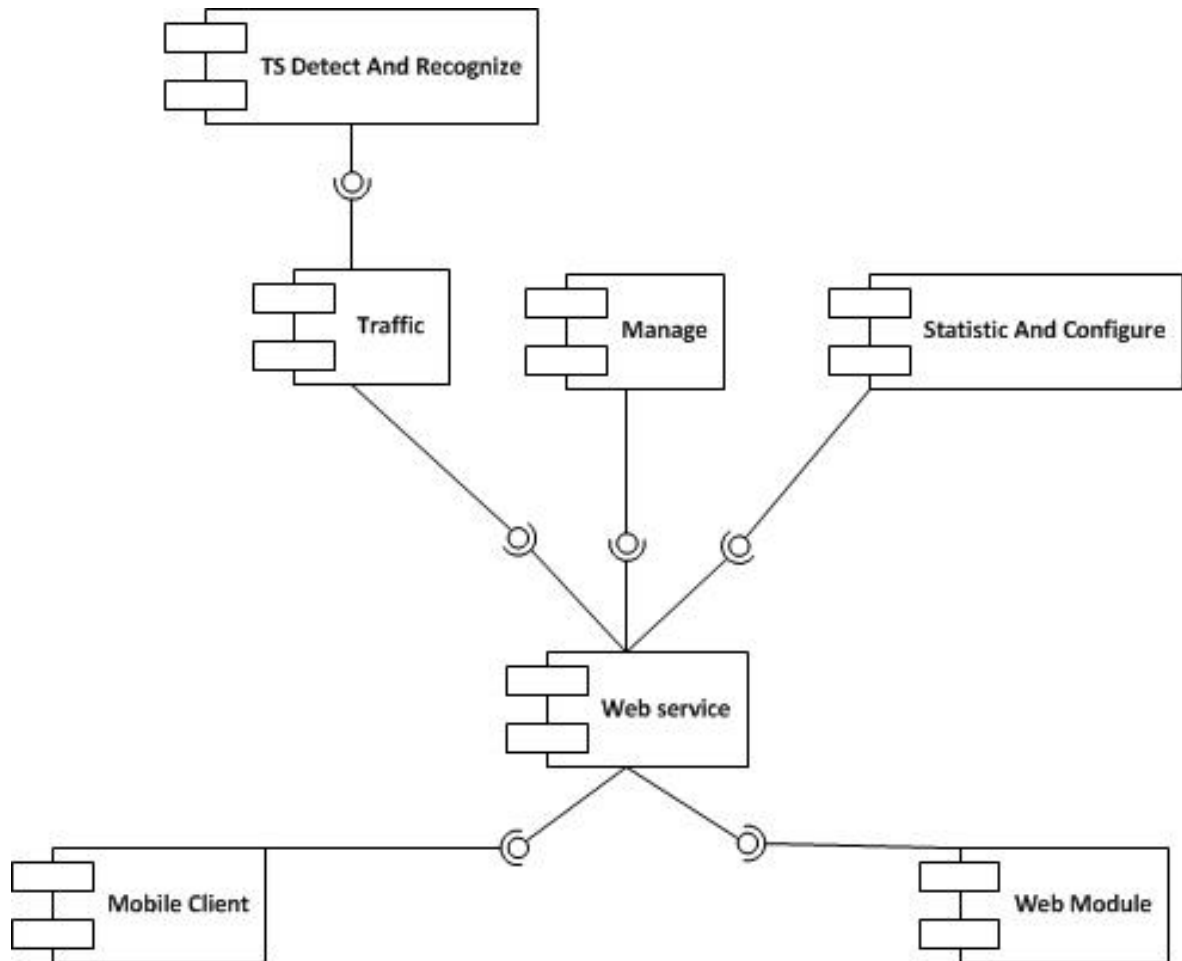 TS Detect And Recognize
Traffic
Manage
Statistic And Configure
Web service
Mobile Client
Web Module